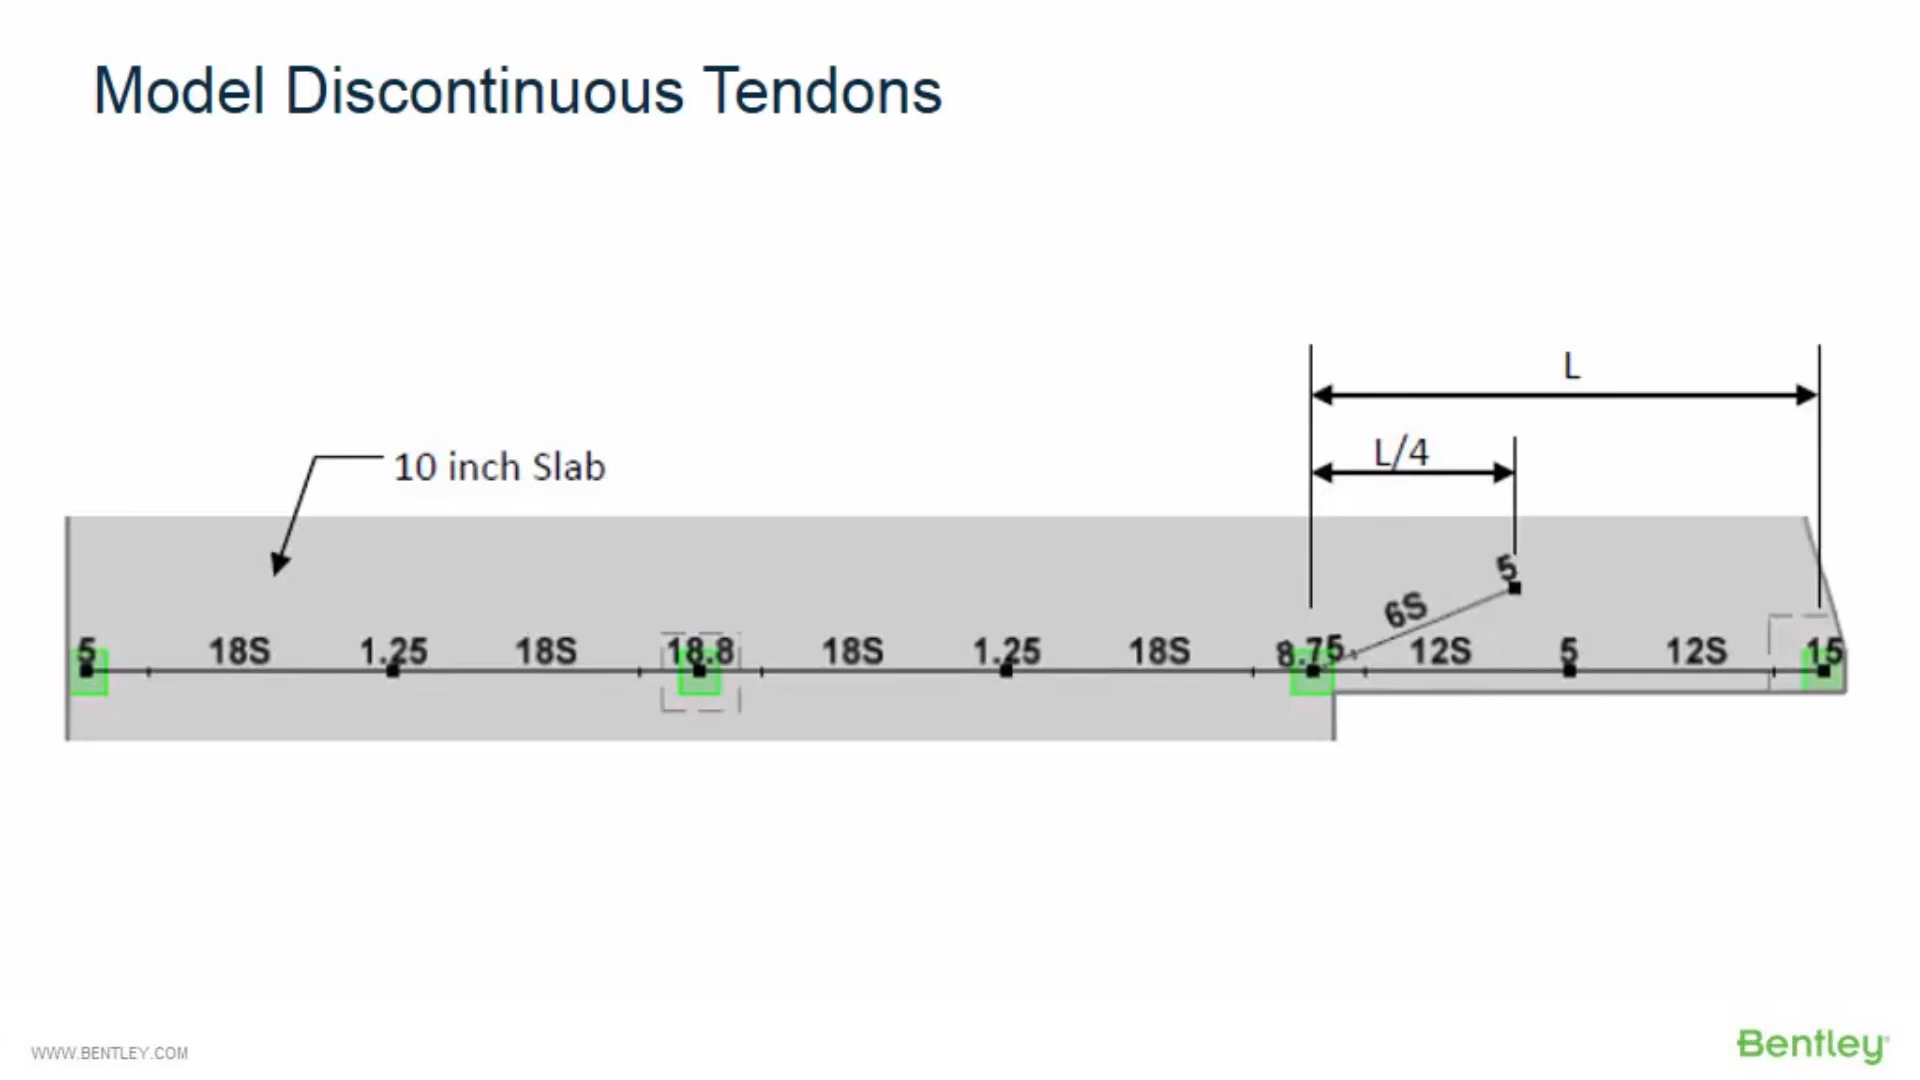 Model Discontinuous Tendons
L
L/4
10 inch Slab
5
6S
5 18S 1.25 18S 18.8 18S 1.25 18S 8.75 12S 5 12S 15
WWW.BENTLEY.COM
Bentley